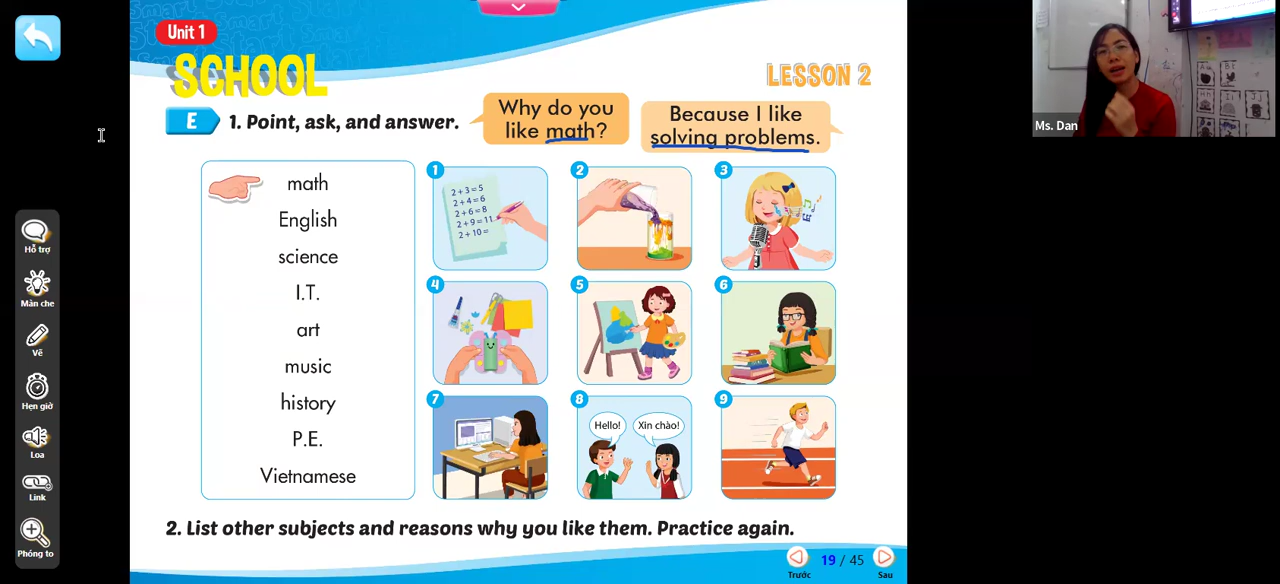 Unit 1
SCHOOL
LESSON 2
E 1. Point, ask, and answer.
Why do you
like math?
Because I like
solving problems.
math
English
science
I.T.
art
music
history
P.E.
Vietnamese
1
2+3=5
2+4=6
2+6=8
2+9=11
2+10=
2
3
4
5
6
7
8
Hello!
Xin chào!
9
2. List other subjects and reasons why you like them. Practice again.
Trước
19 / 45
Sau
Hỗ trợ
Màn che
Vẽ
Hẹn giờ
Loa
Link
Phóng to
Ms. Dan